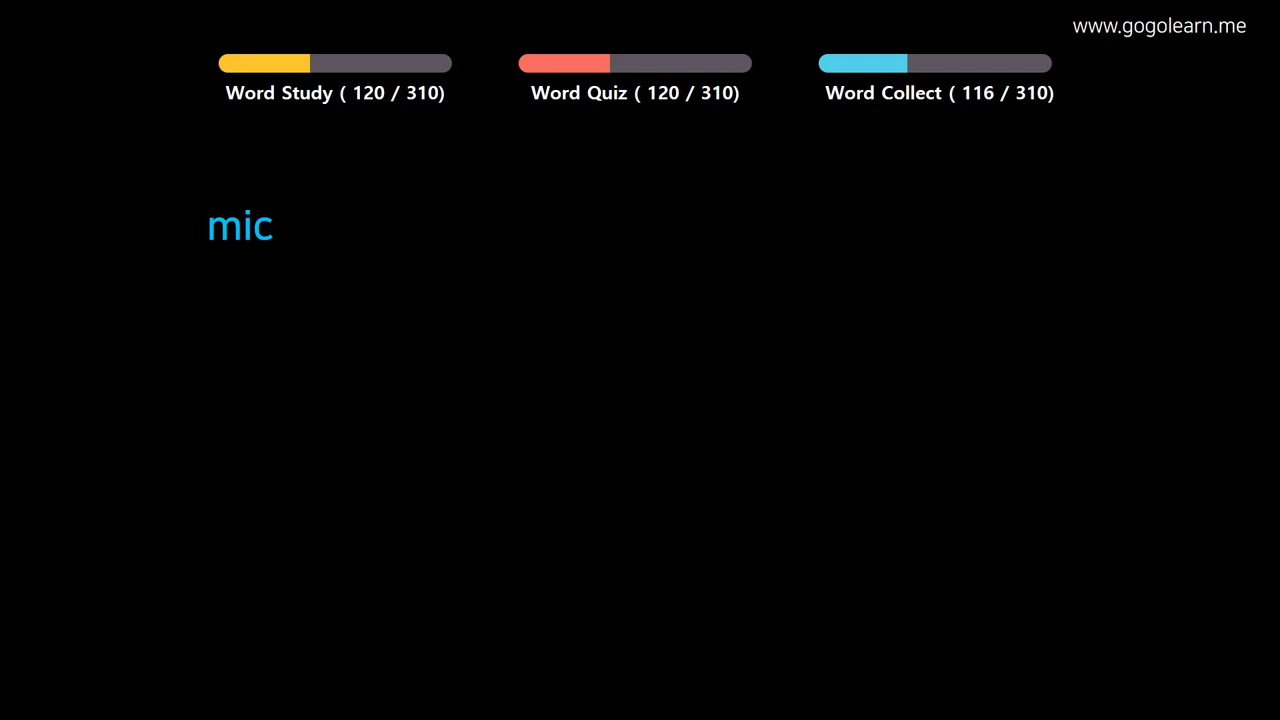 www.gogolearn.me
Word Study ( 120 / 310) Word Quiz ( 120 / 310) Word Collect ( 116 / 310)
mic